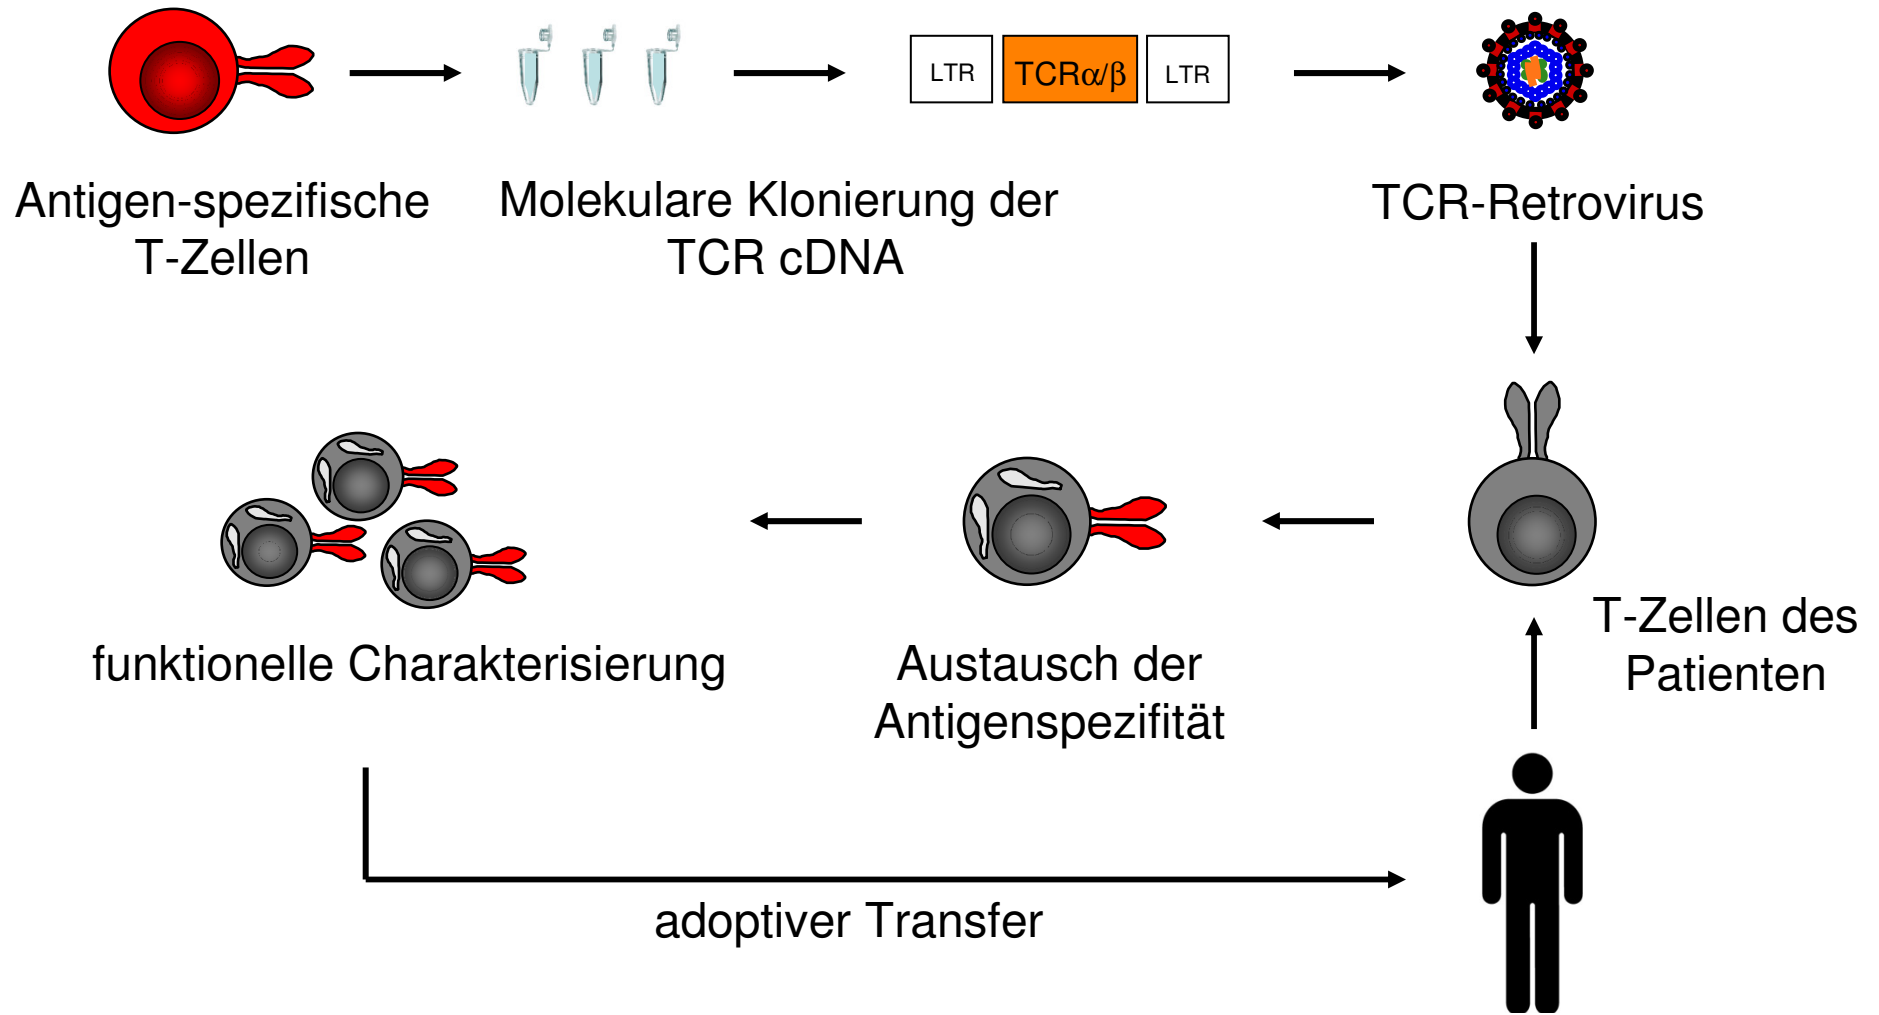 LTR
TCRα/β
LTR
Antigen-spezifische
T-Zellen
Molekulare Klonierung der
TCR cDNA
TCR-Retrovirus
T-Zellen des
Patienten
Austausch der
Antigenspezifität
funktionelle Charakterisierung
adoptiver Transfer